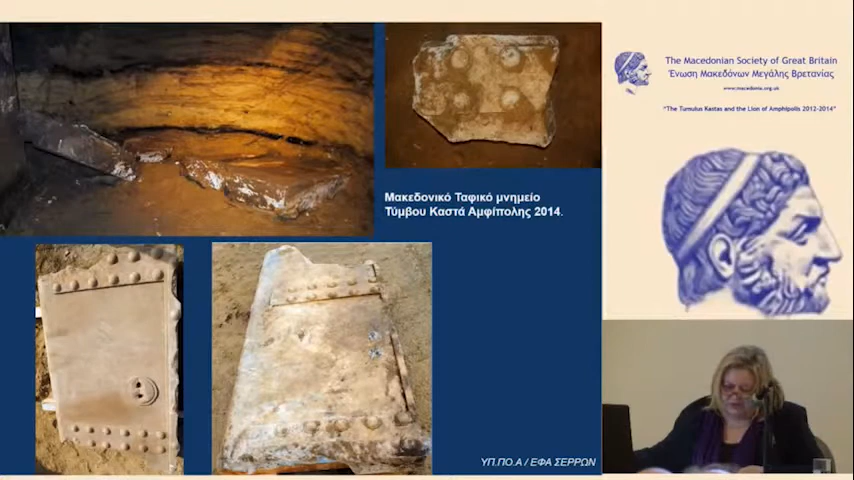 The Macedonian Society of Great Britain
Ένωση Μακεδόνων Μεγάλης Βρετανίας
www.macedonia.org.uk
"The Tumulus Kastas and the Lion of Amphipolis 2012-2014"
Μακεδονικό Ταφικό μνημείο
Τύμβου Καστά Αμφίπολης 2014.
ΥΠ.ΠΟ.Α / ΕΦΑ ΣΕΡΡΩΝ